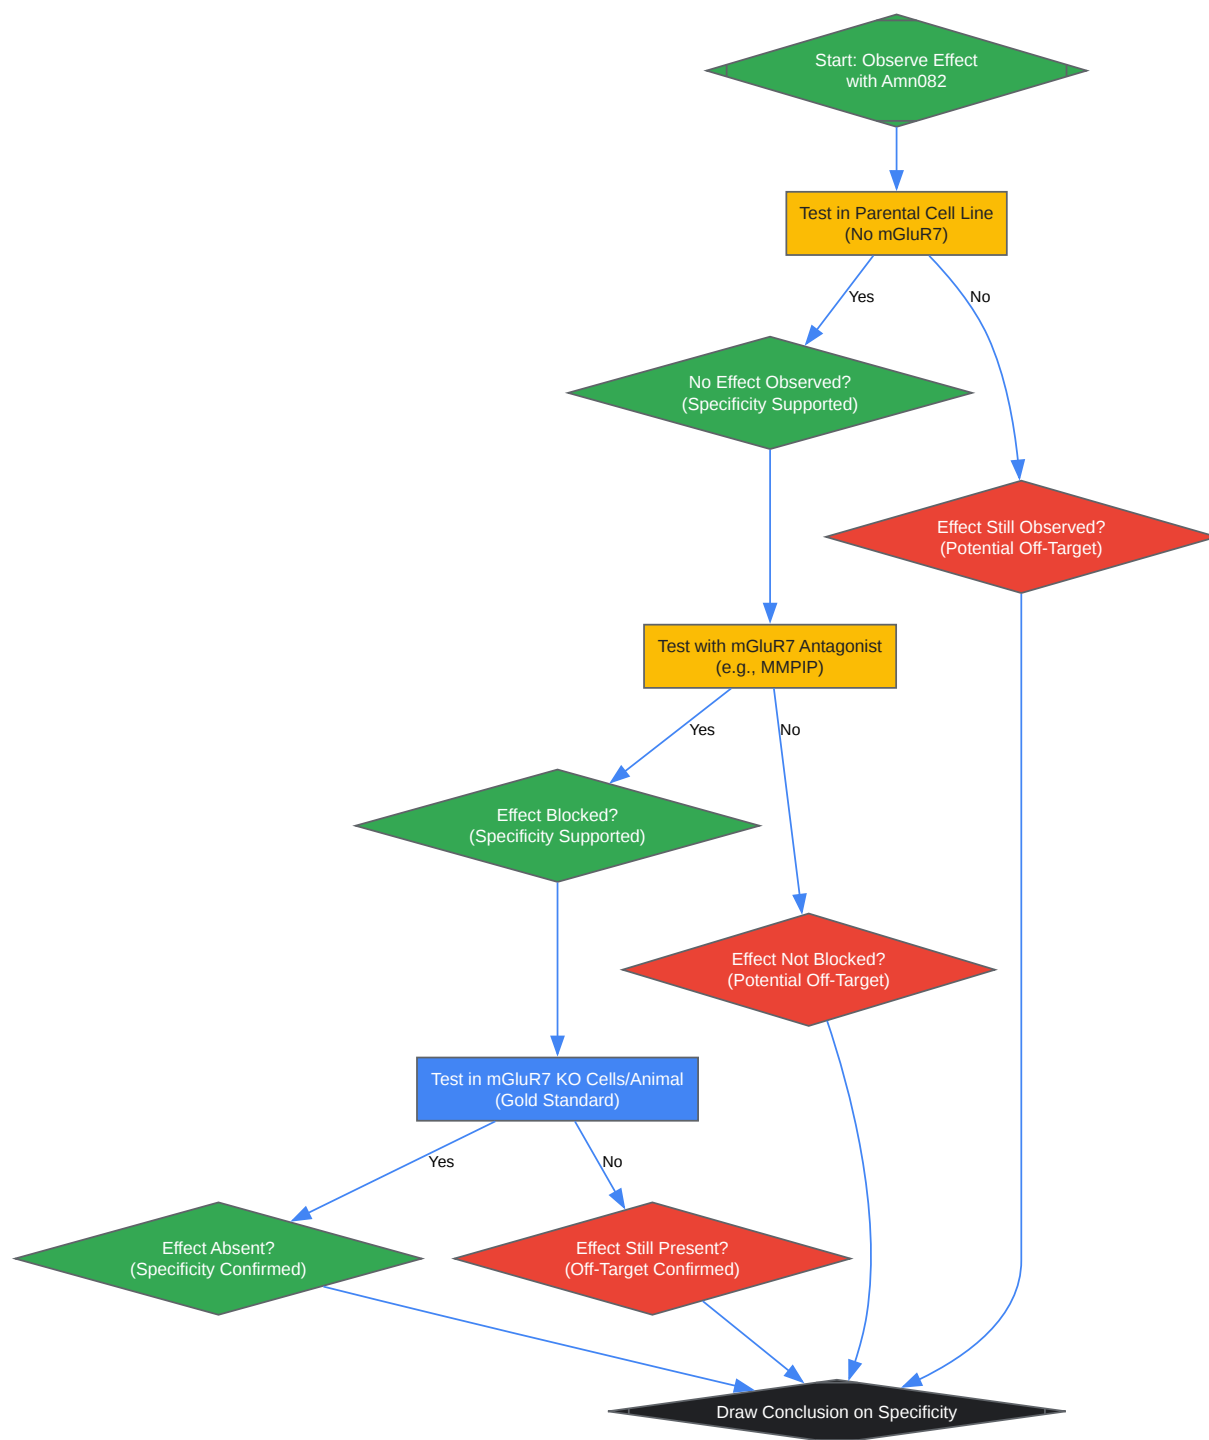 Start: Observe Effect
with Amn082
Test in Parental Cell Line
(No mGluR7)
Yes
No
No Effect Observed?
(Specificity Supported)
Effect Still Observed?
(Potential Off-Target)
Test with mGluR7 Antagonist
(e.g., MMPIP)
Yes
No
Effect Blocked?
(Specificity Supported)
Effect Not Blocked?
(Potential Off-Target)
Test in mGluR7 KO Cells/Animal
(Gold Standard)
Yes
No
Effect Absent?
(Specificity Confirmed)
Effect Still Present?
(Off-Target Confirmed)
Draw Conclusion on Specificity